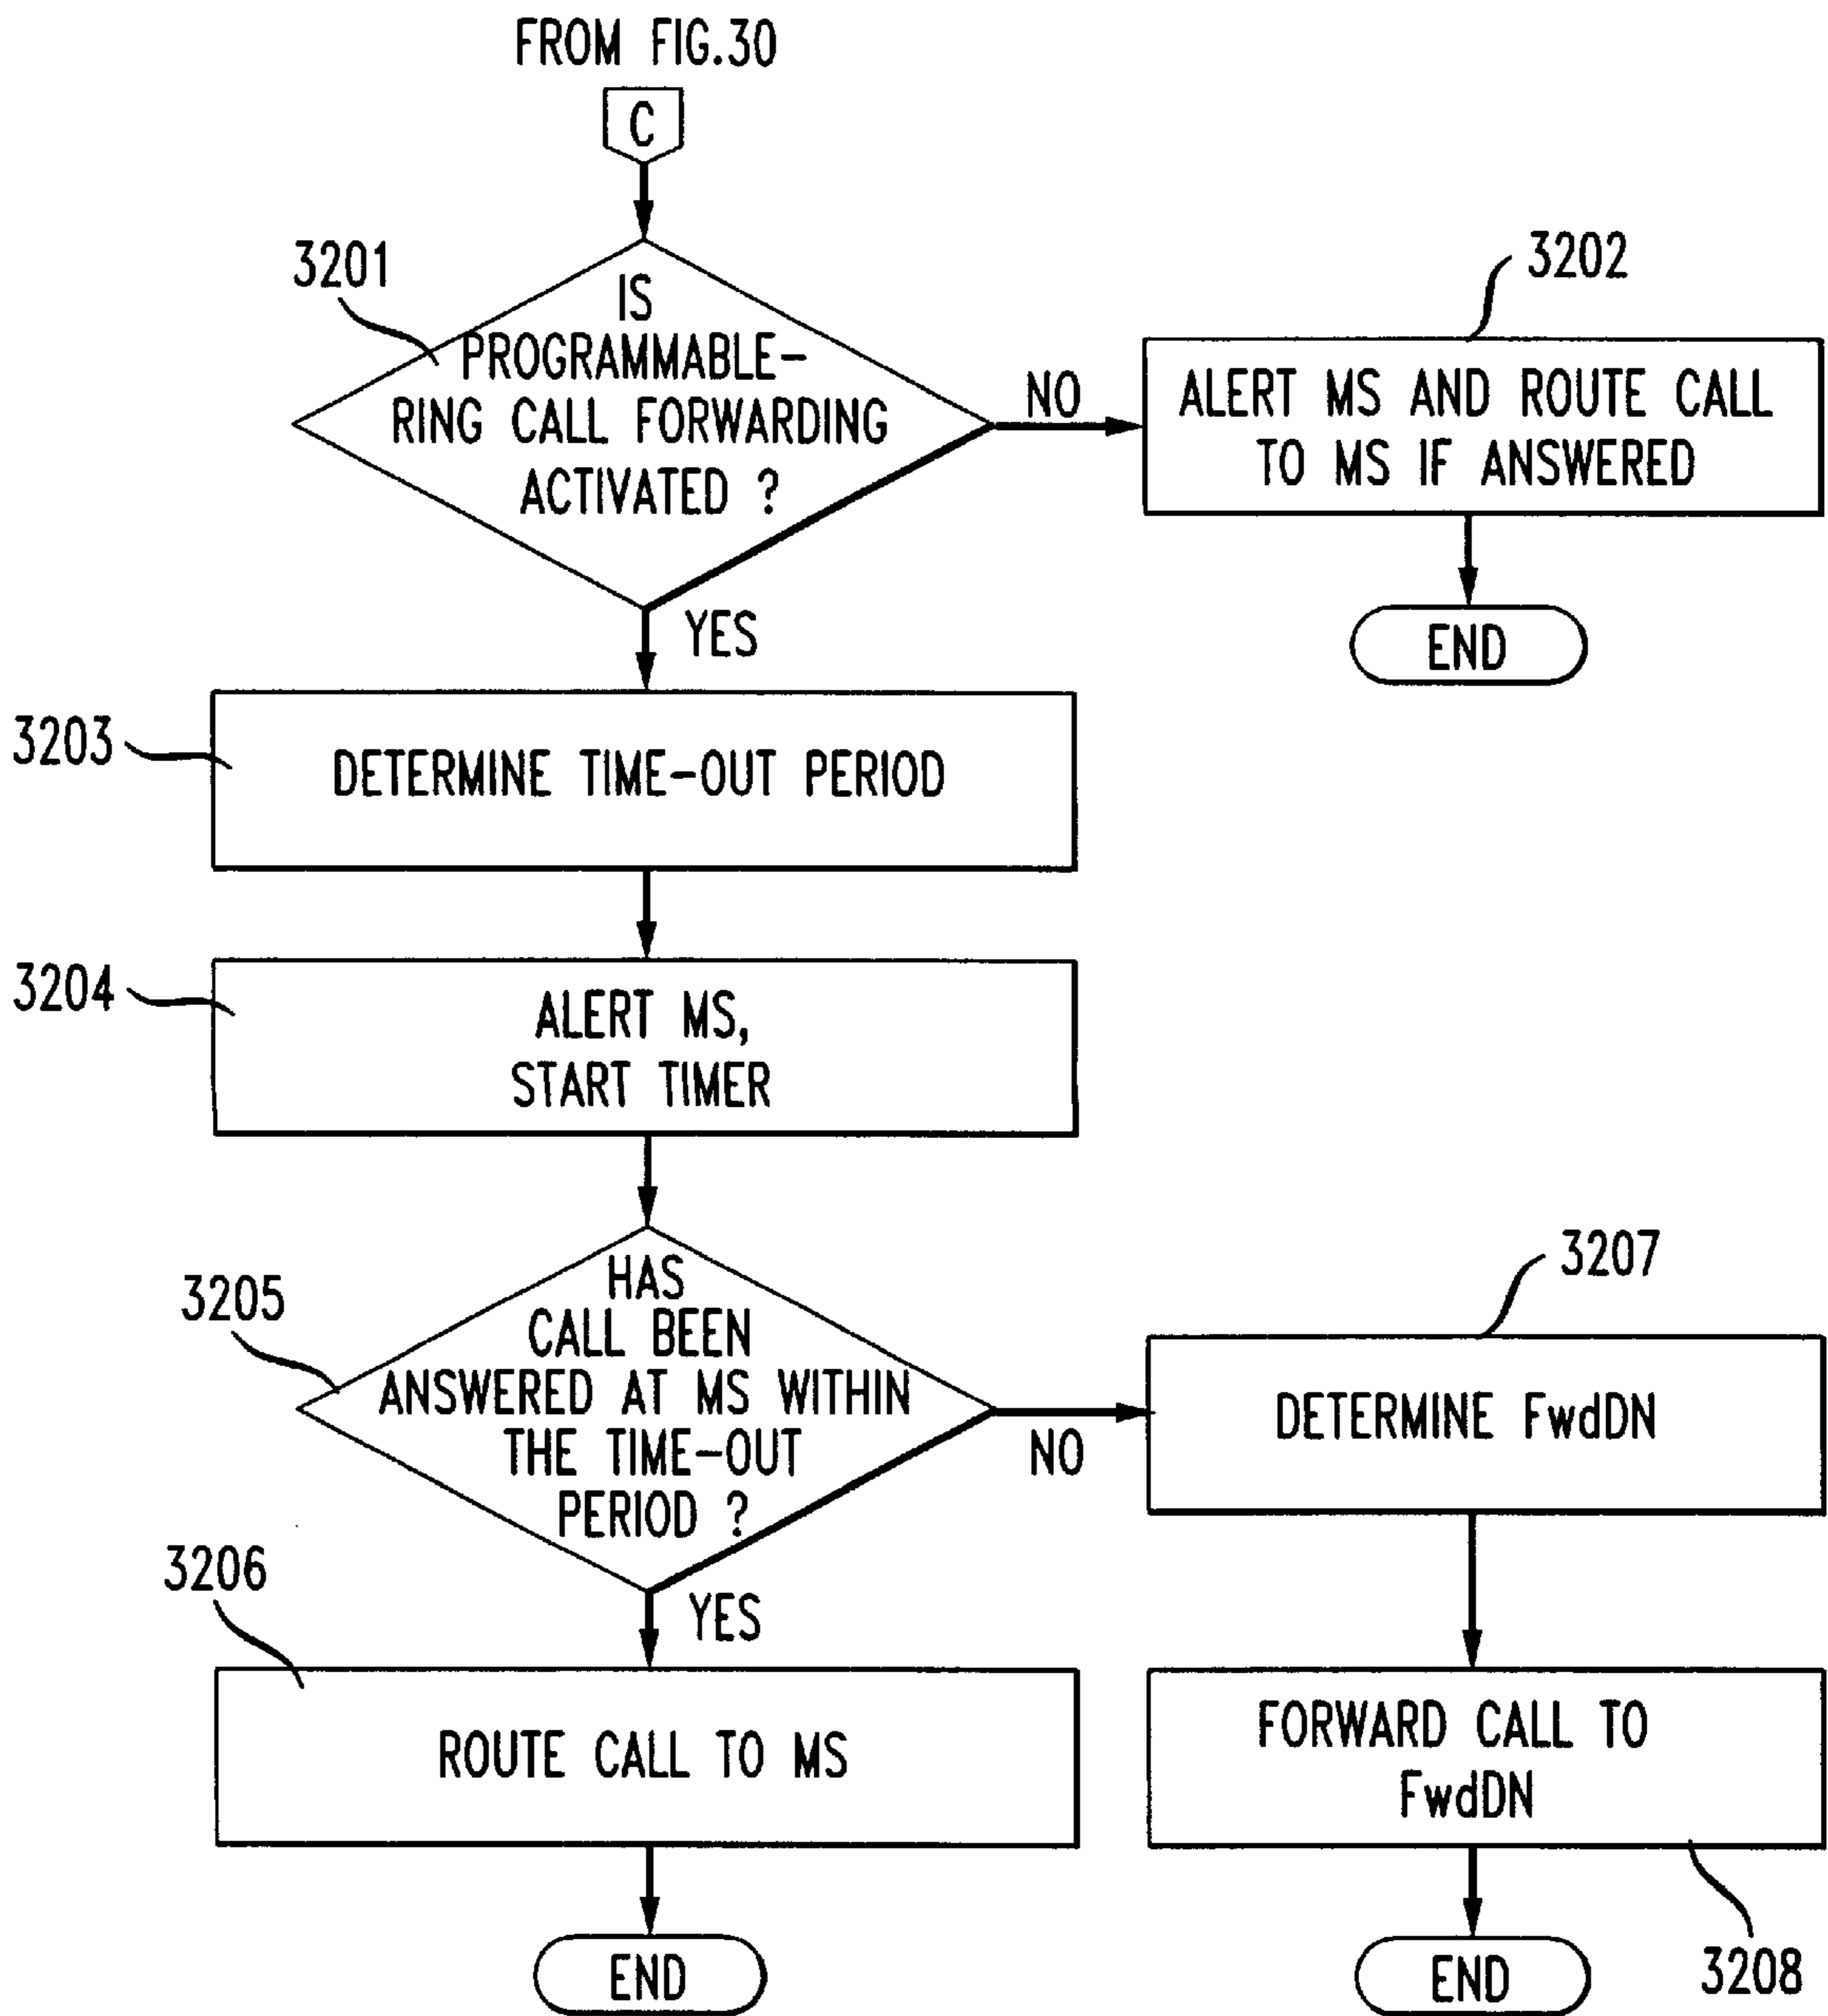 FROM FIG.30
C
3201
IS
PROGRAMMABLE-
RING CALL FORWARDING
ACTIVATED ?
NO
3202
ALERT MS AND ROUTE CALL
TO MS IF ANSWERED
END
YES
3203
DETERMINE TIME-OUT PERIOD
3204
ALERT MS,
START TIMER
3205
HAS
CALL BEEN
ANSWERED AT MS WITHIN
THE TIME-OUT
PERIOD ?
NO
3207
DETERMINE FwdDN
YES
3206
ROUTE CALL TO MS
END
FORWARD CALL TO
FwdDN
3208
END